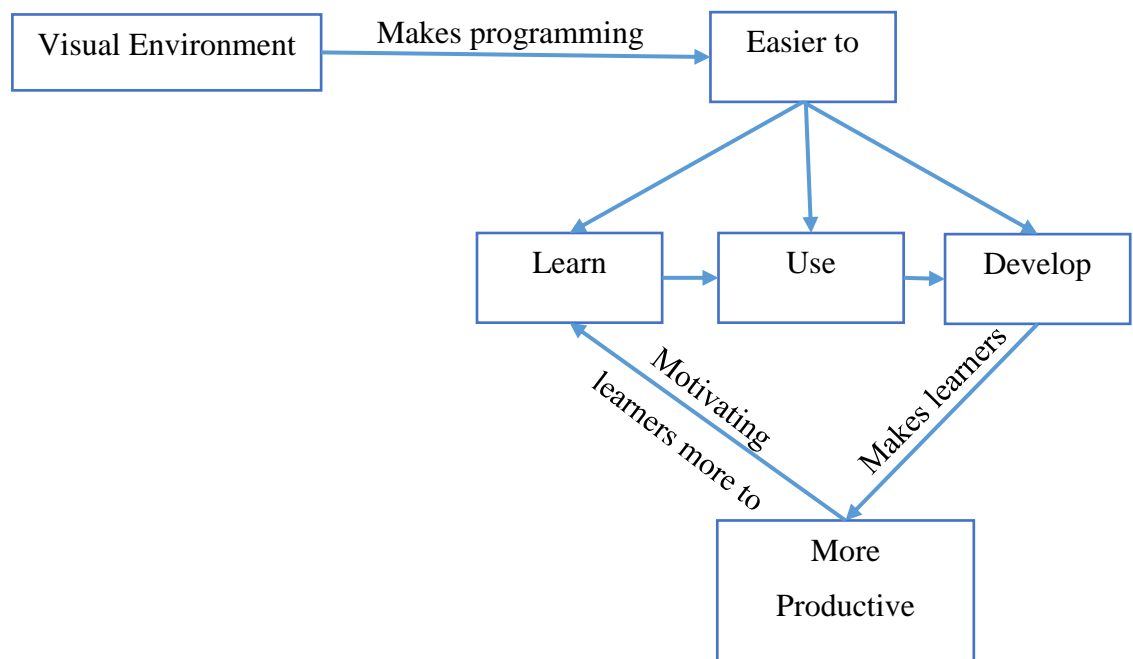 Visual Environment
Makes programming
Easier to
Learn
Use
Develop
Motivating
learners more to
Makes learners
More
Productive